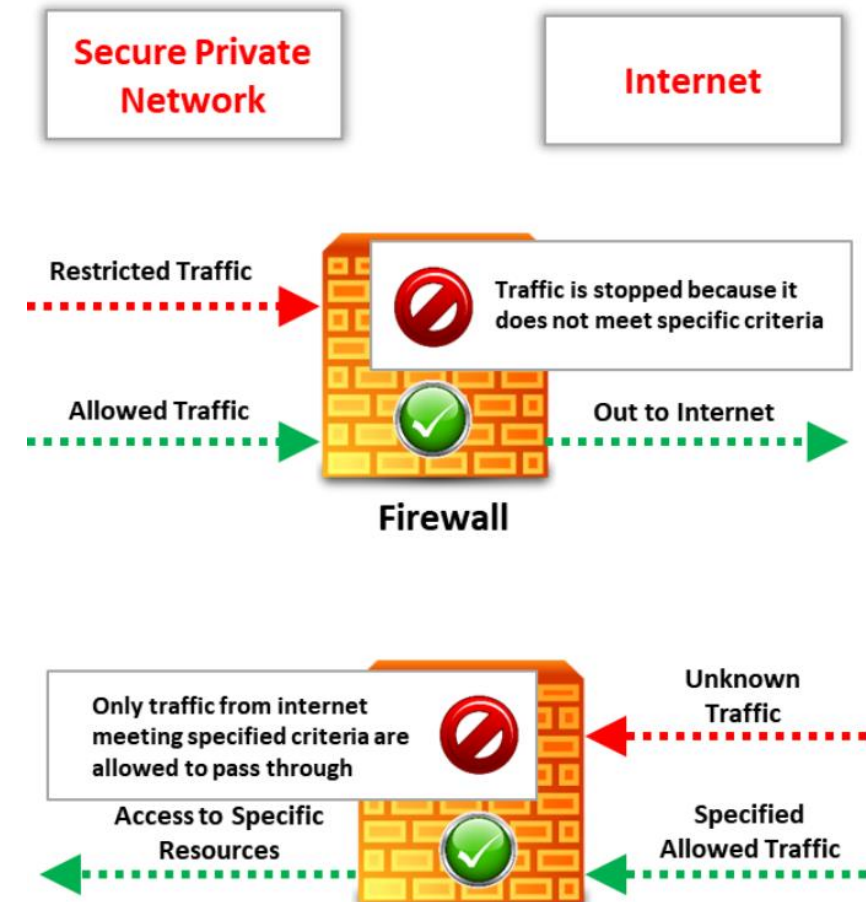 Secure Private
Network
Internet
Restricted Traffic
Traffic is stopped because it
does not meet specific criteria
Allowed Traffic
Out to Internet
Firewall
Only traffic from internet
meeting specified criteria are
allowed to pass through
Unknown
Traffic
Access to Specific
Resources
Specified
Allowed Traffic